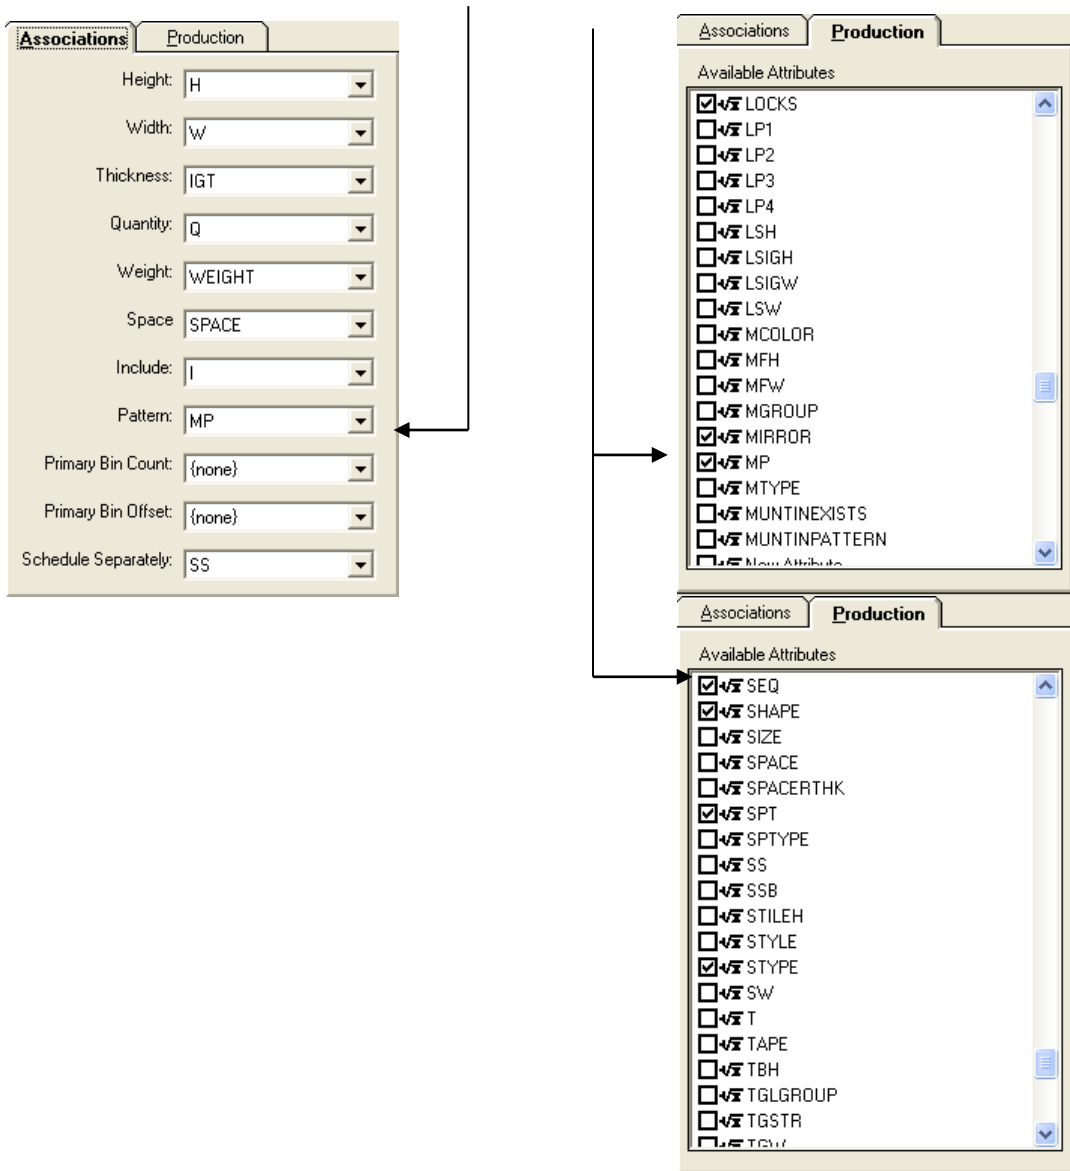 Associations Production
Height: H
Width: W
Thickness: IGT
Quantity: Q
Weight: WEIGHT
Space SPACE
Include: I
Pattern: MP
Primary Bin Count: {none}
Primary Bin Offset: {none}
Schedule Separately: SS
Associations Production
Available Attributes
LOCKS
LP1
LP2
LP3
LP4
LSH
LSIGH
LSIGW
LSW
MCOLOR
MFH
MFW
MGROUP
MIRROR
MP
MTYPE
MUNTINEXISTS
MUNTINPATTERN
New Attribute
Associations Production
Available Attributes
SEQ
SHAPE
SIZE
SPACE
SPACERTHK
SPT
SPTYPE
SS
SSB
STILEH
STYLE
STYPE
SW
T
TAPE
TBH
TGLGROUP
TGSTR
TGW